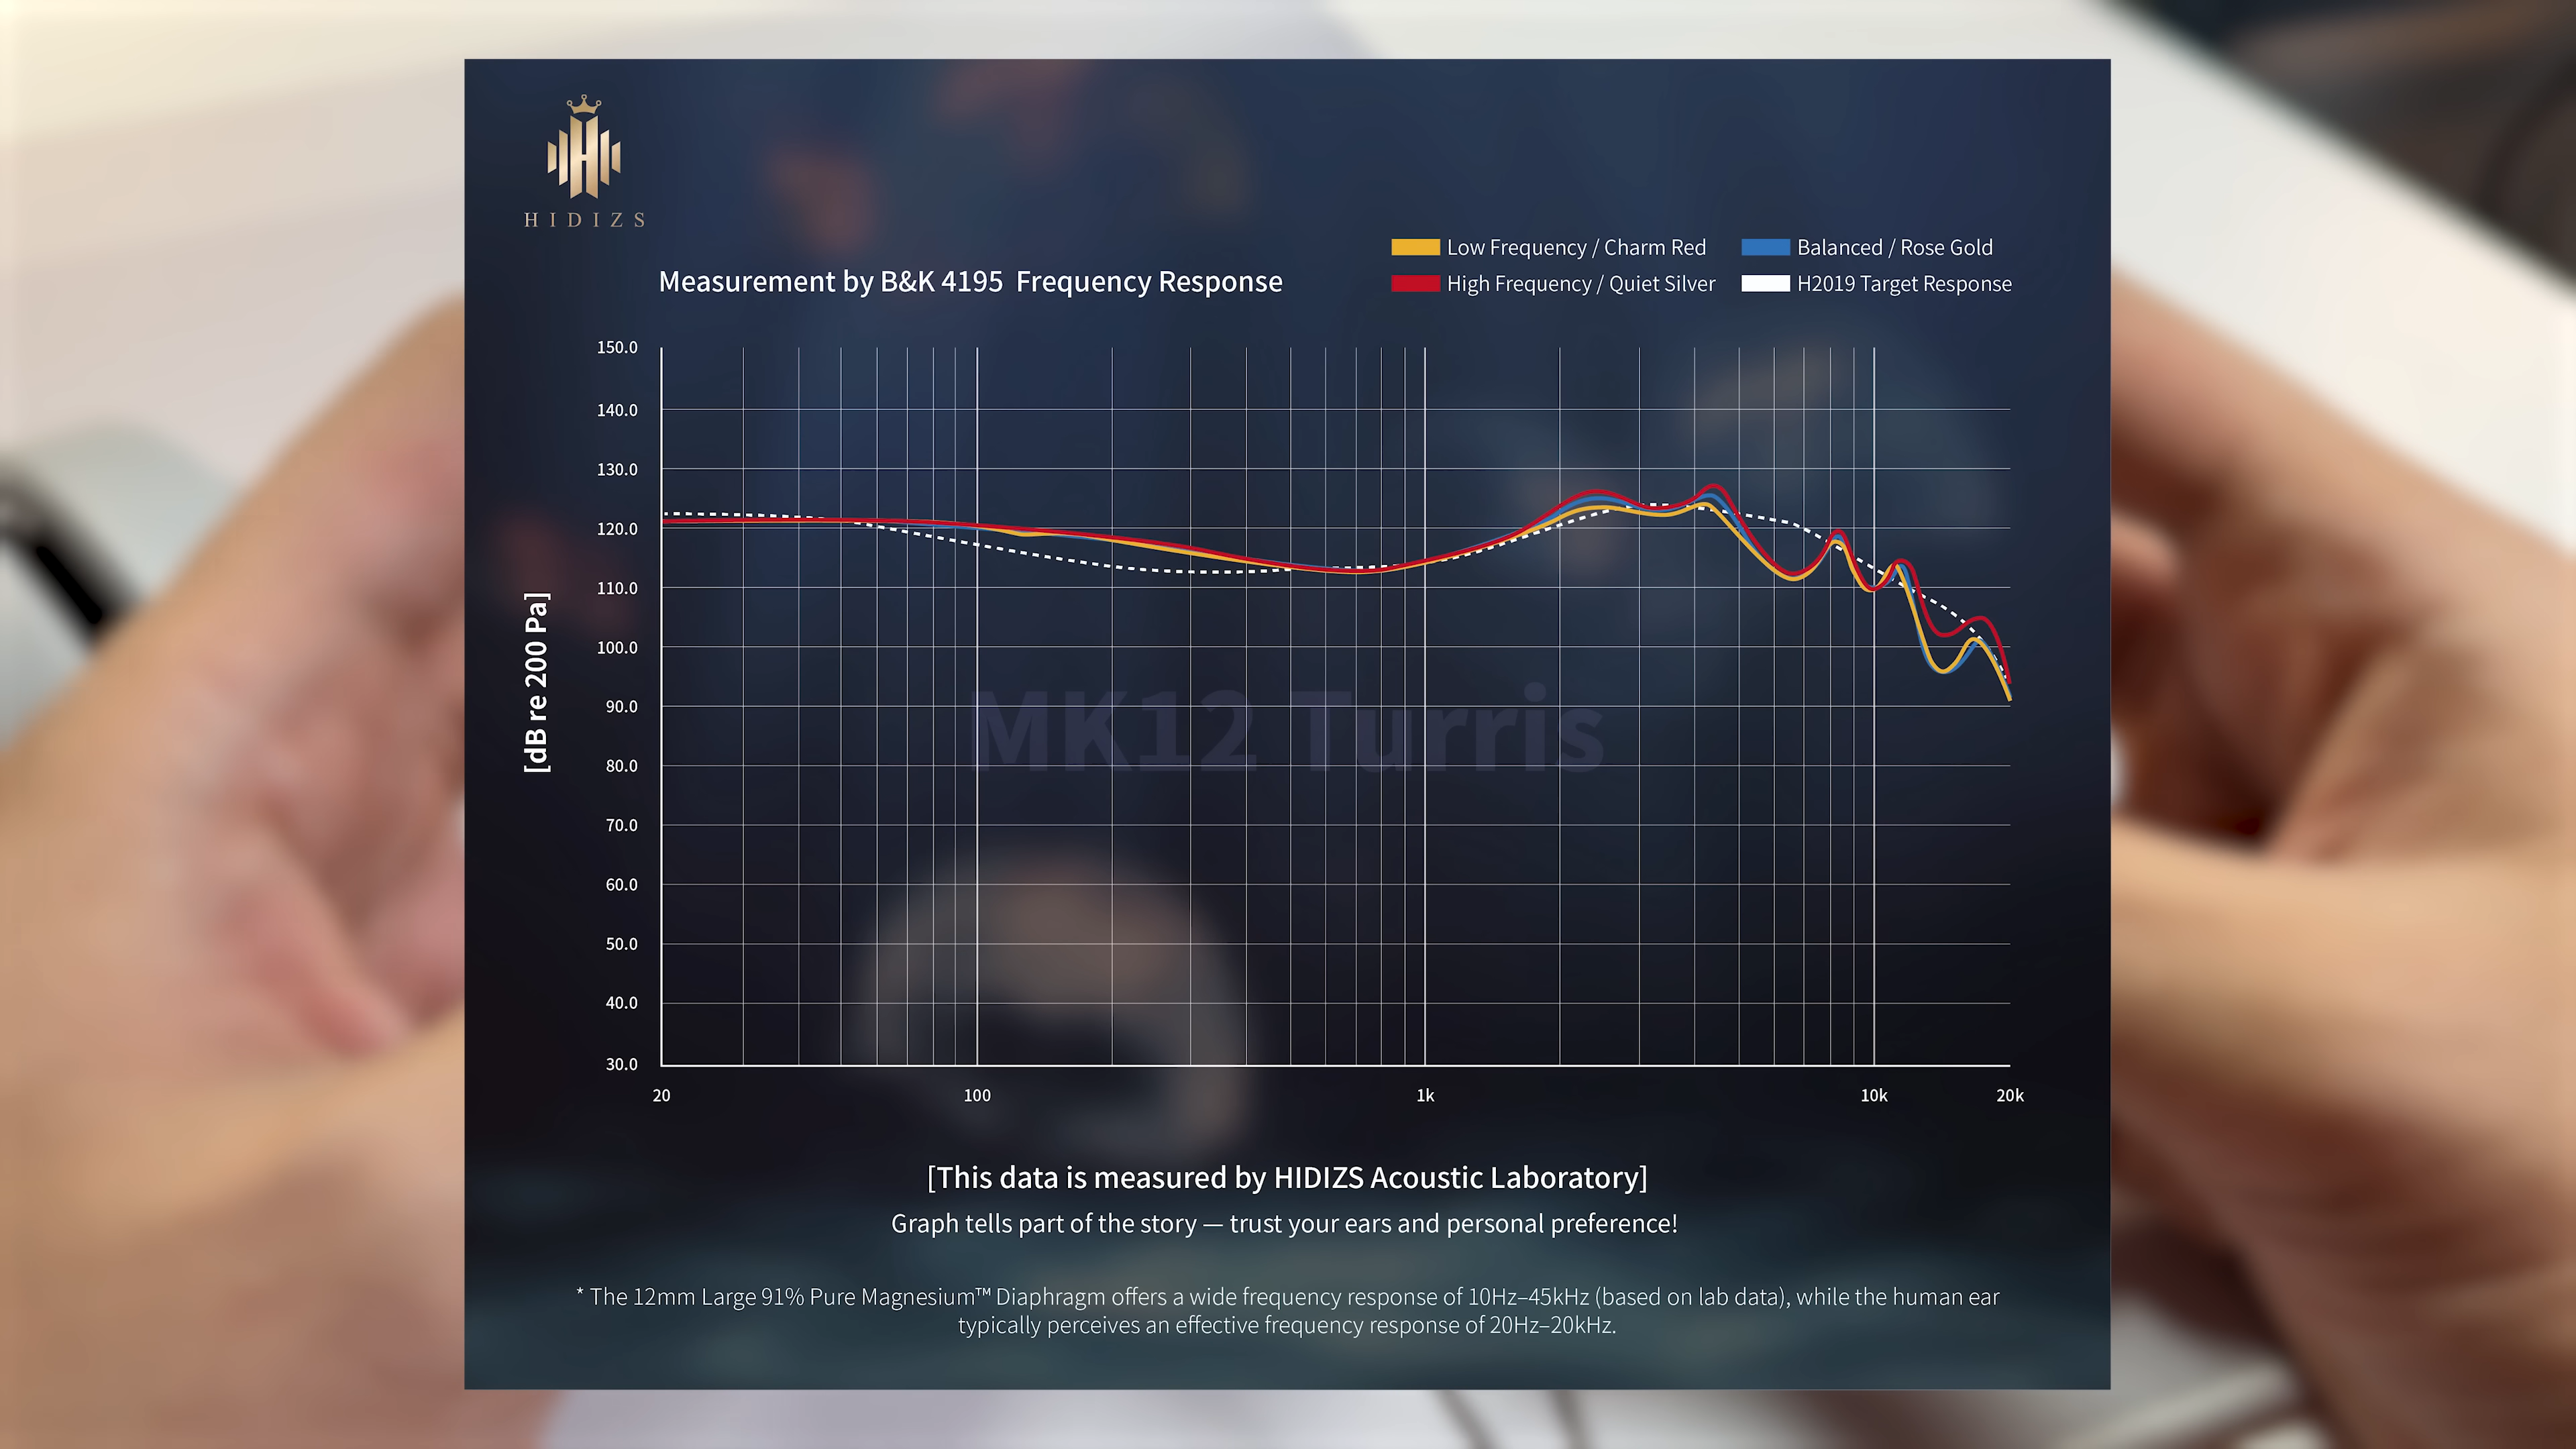 HIDIZS
Low Frequency / Charm Red
Balanced / Rose Gold
Measurement by B&K 4195 Frequency Response
High Frequency / Quiet Silver
H2019 Target Response
150.0
140.0
130.0
120.0
110.0
100.0
90.0
80.0
70.0
60.0
50.0
40.0
30.0
[dB re 200 Pa]
MK12 Turris
20
100
1k
10k
20k
[This data is measured by HIDIZS Acoustic Laboratory]
Graph tells part of the story — trust your ears and personal preference!
* The 12mm Large 91% Pure Magnesium™ Diaphragm offers a wide frequency response of 10Hz–45kHz (based on lab data), while the human ear
typically perceives an effective frequency response of 20Hz–20kHz.